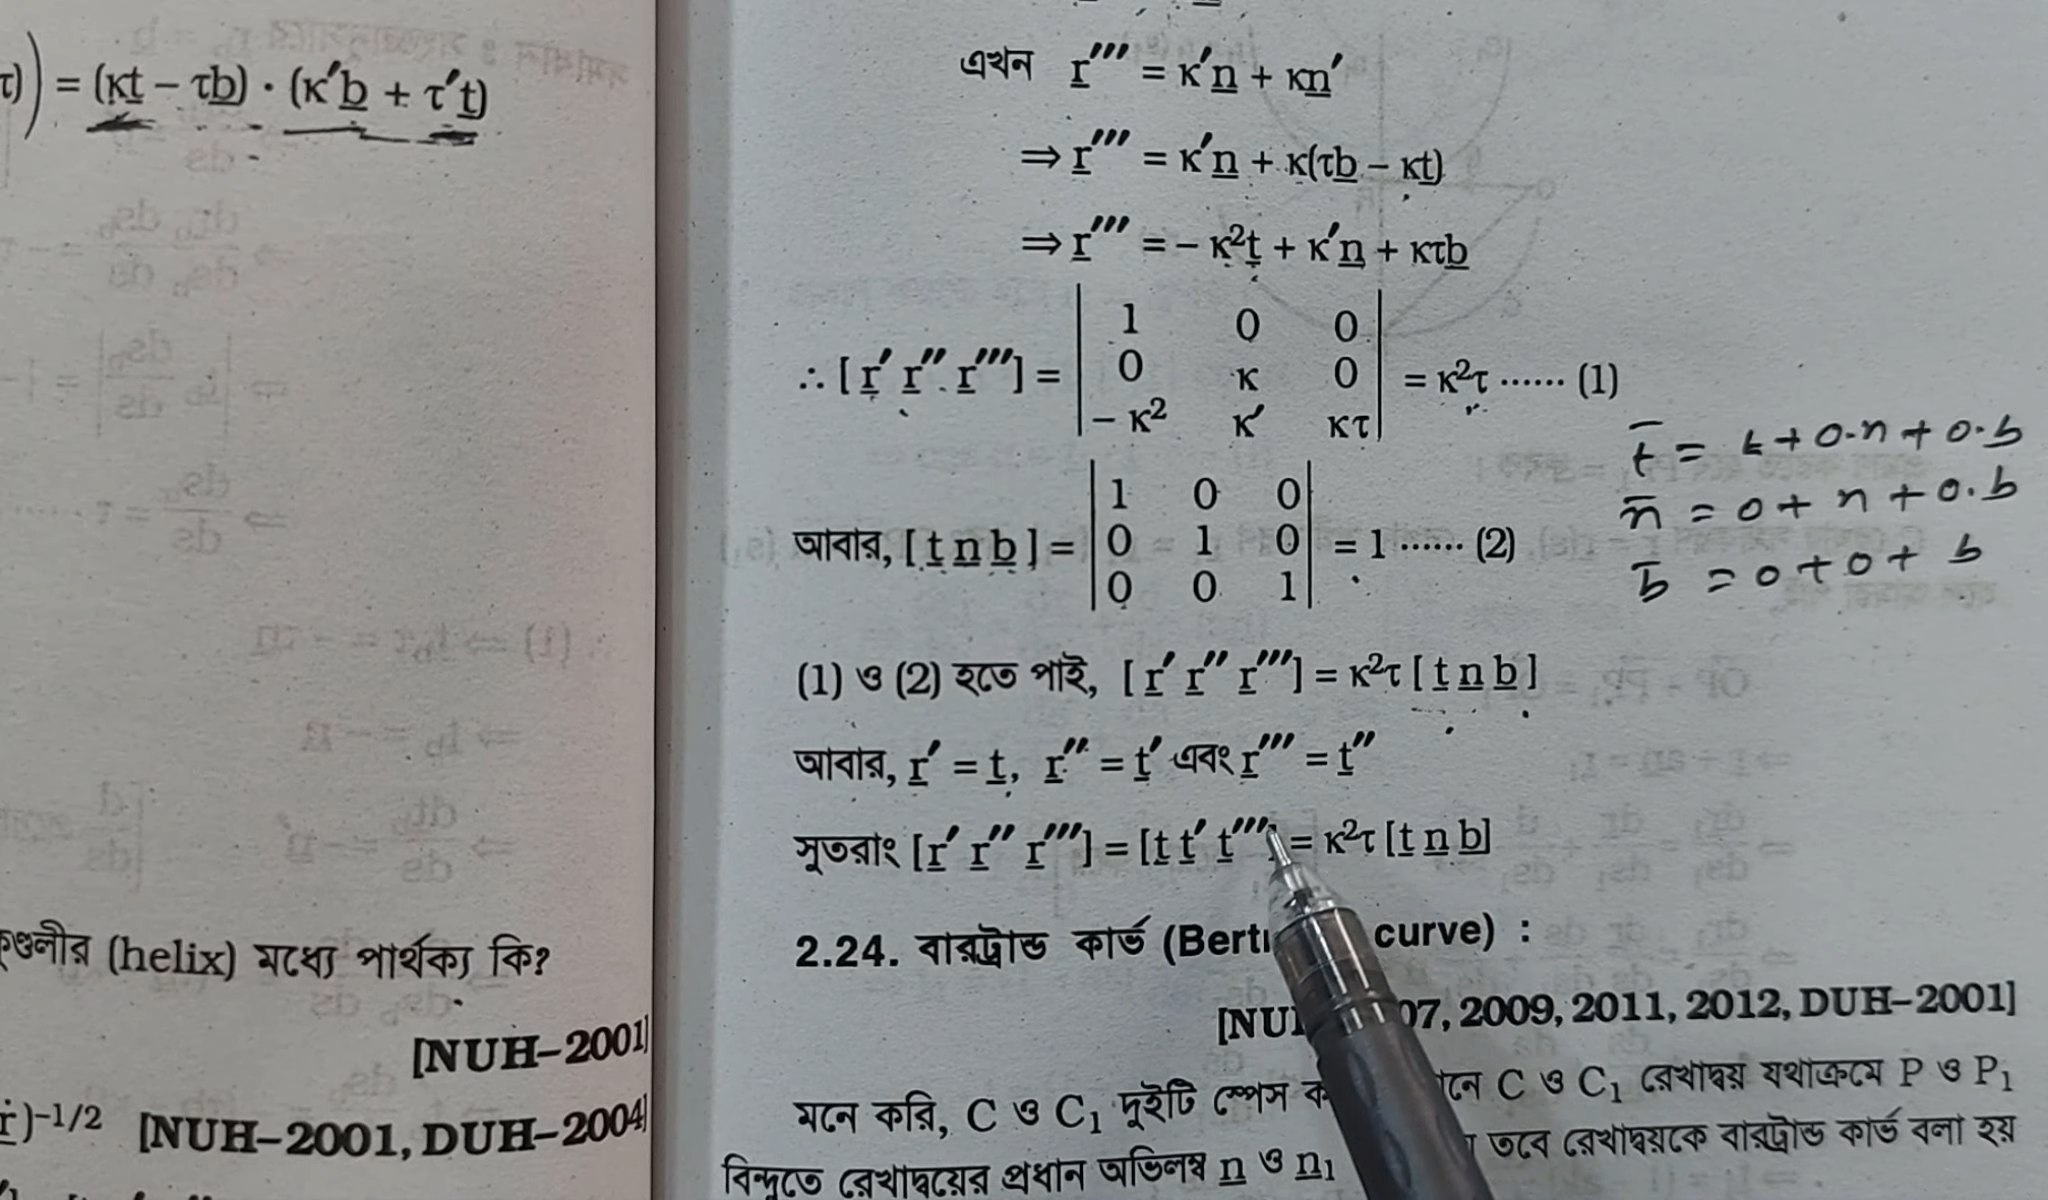 τ)) = (κt – τb) · (κ′b + τ′t)
কুণ্ডলীর (helix) মধ্যে পার্থক্য কি?
[NUH–2001]
ṙ)–1/2 [NUH–2001, DUH–2004]
এখন r′′′ = κ′n + κn′
⇒ r′′′ = κ′n + κ(τb – κt)
⇒ r′′′ = – κ²t + κ′n + κτb
∴ [r′ r′′ r′′′] = | 1 0 0 | = κ²τ ...... (1)
| 0 κ 0 |
| – κ² κ′ κτ |
t̄ = t + 0·n + 0·b
n̄ = 0 + n + 0·b
b̄ = 0 + 0 + b
আবার, [t n b] = | 1 0 0 | = 1 ...... (2)
| 0 1 0 |
| 0 0 1 |
(1) ও (2) হতে পাই, [r′ r′′ r′′′] = κ²τ [t n b]
আবার, r′ = t, r′′ = t′ এবং r′′′ = t′′
সূতরাং [r′ r′′ r′′′] = [t t′ t′′′] = κ²τ [t n b]
2.24. বারট্রান্ড কার্ভ curve) :
07, 2009, 2011, 2012, DUH–2001]
মনে করি, C ও C₁ দুইটি স্পেস C ও C₁ রেখাদ্বয় যথাক্রমে P ও P₁
বিন্দুতে রেখাদ্বয়ের প্রধান অভিলম্ব n ও n₁ তবে রেখাদ্বয়কে বারট্রান্ড কার্ভ বলা হয়